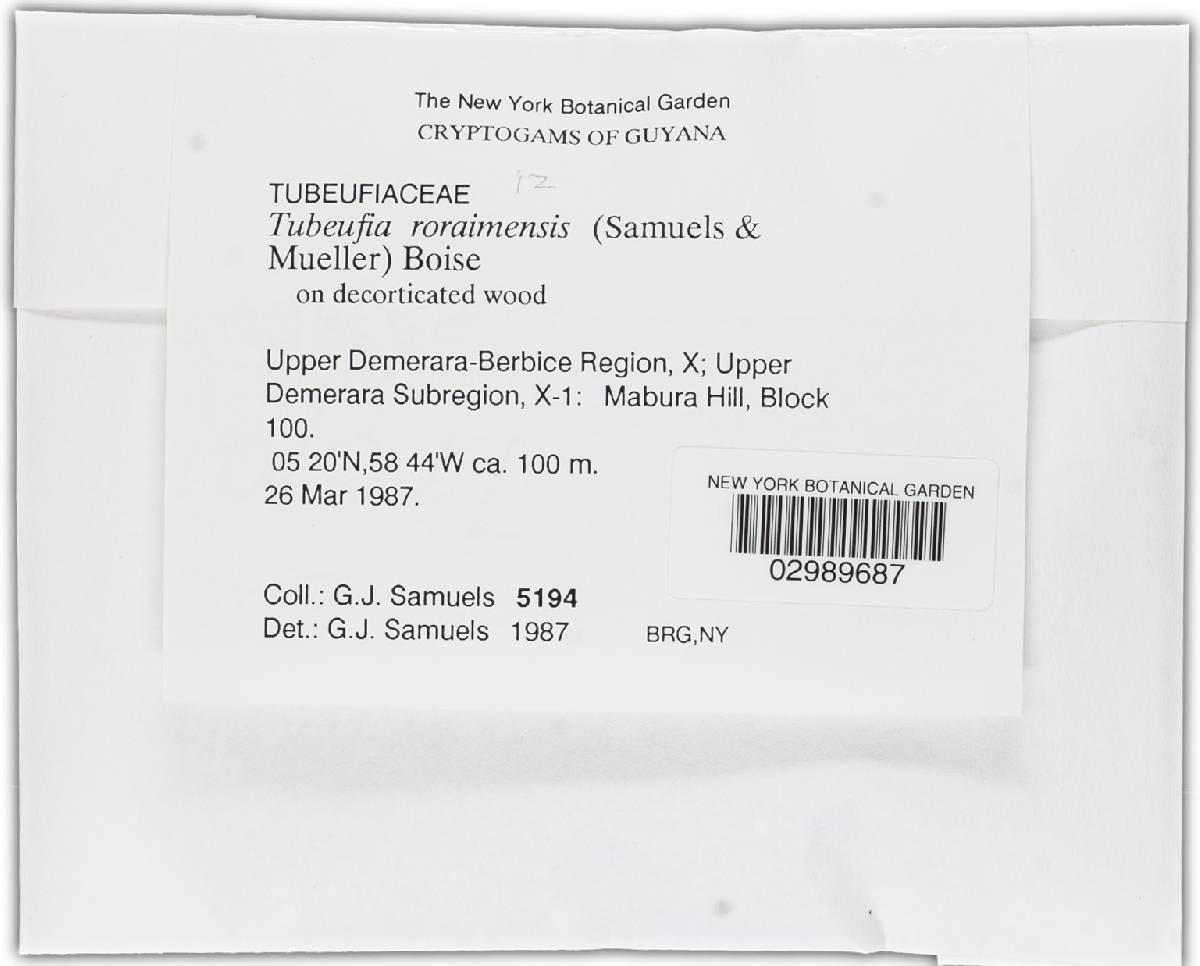 The New York Botanical Garden
CRYPTOGAMS OF GUYANA
12
TUBEUFIACEAE
Tubeufia roraimensis (Samuels &
Mueller) Boise
on decorticated wood
Upper Demerara-Berbice Region, X; Upper
Demerara Subregion, X-1: Mabura Hill, Block
100.
05 20'N,58 44'W ca. 100 m.
26 Mar 1987.
NEW YORK BOTANICAL GARDEN
02989687
Coll.: G.J. Samuels 5194
Det.: G.J. Samuels 1987 BRG,NY